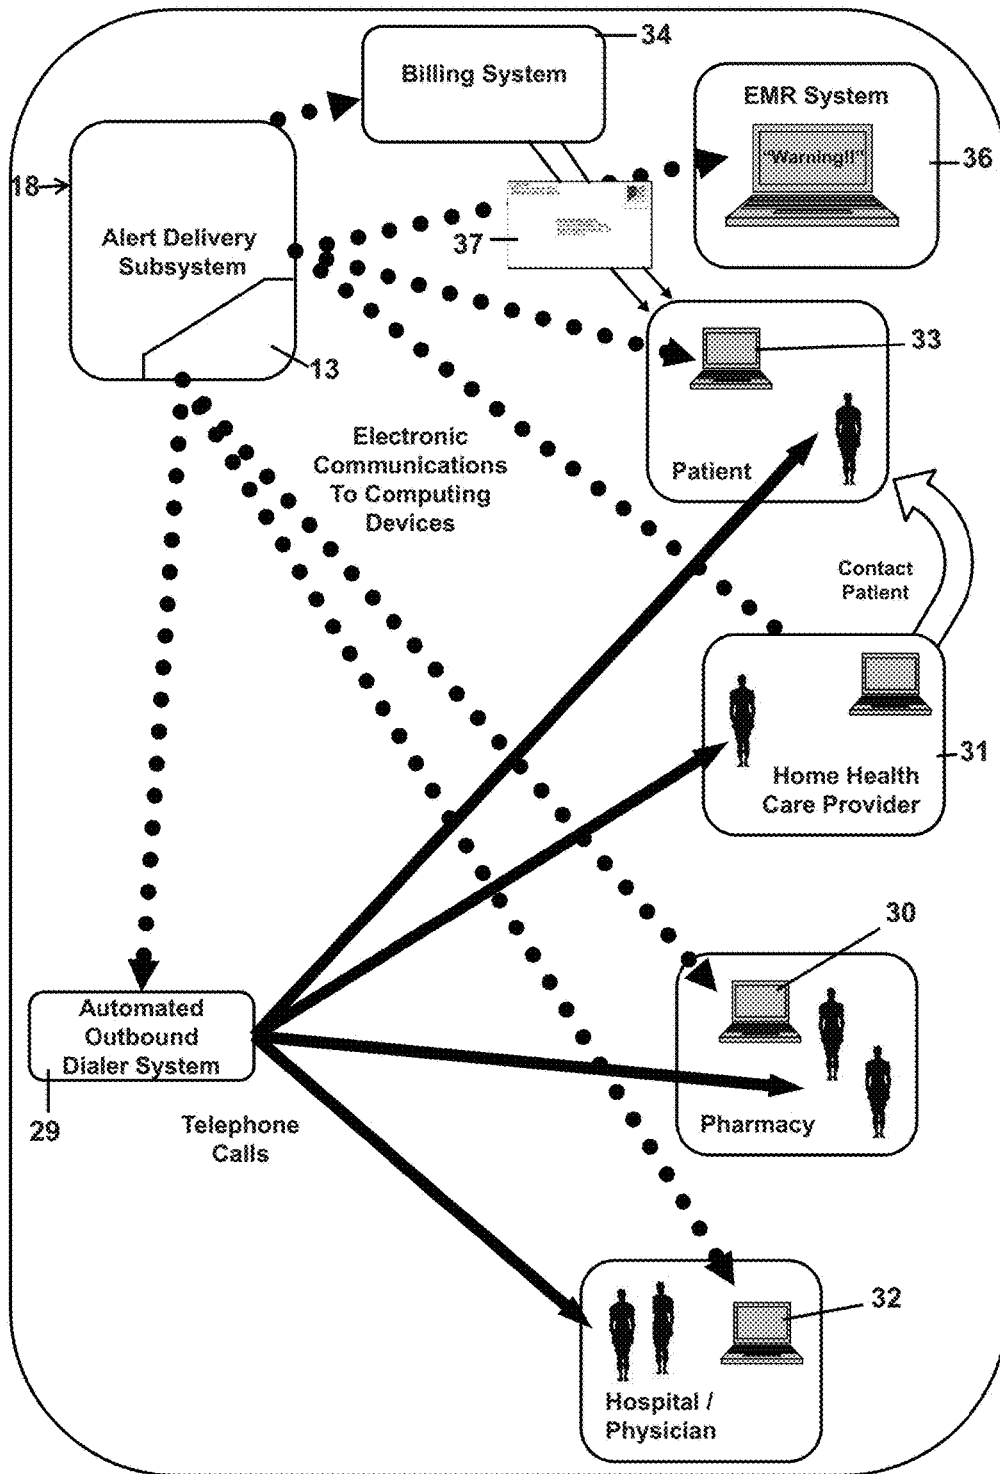 34
Billing System
EMR System
"Warning!!"
36
18
Alert Delivery
Subsystem
37
13
33
Patient
Electronic
Communications
To Computing
Devices
Contact
Patient
31
Home Health
Care Provider
30
Automated
Outbound
Dialer System
29
Telephone
Calls
Pharmacy
32
Hospital /
Physician